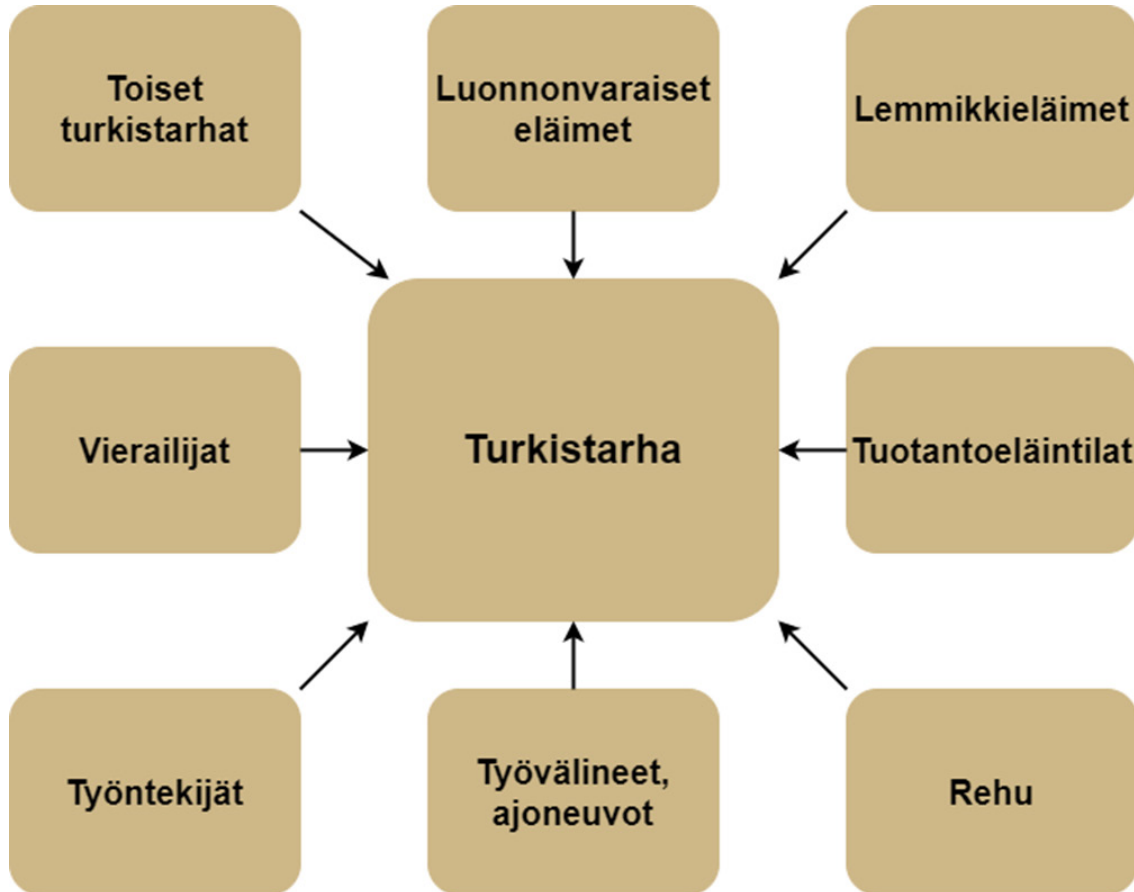 Toiset
turkistarhat
Luonnonvaraiset
eläimet
Lemmikkieläimet
Vierailijat
Turkistarha
Tuotantoeläintilat
Työntekijät
Työvälineet,
ajoneuvot
Rehu